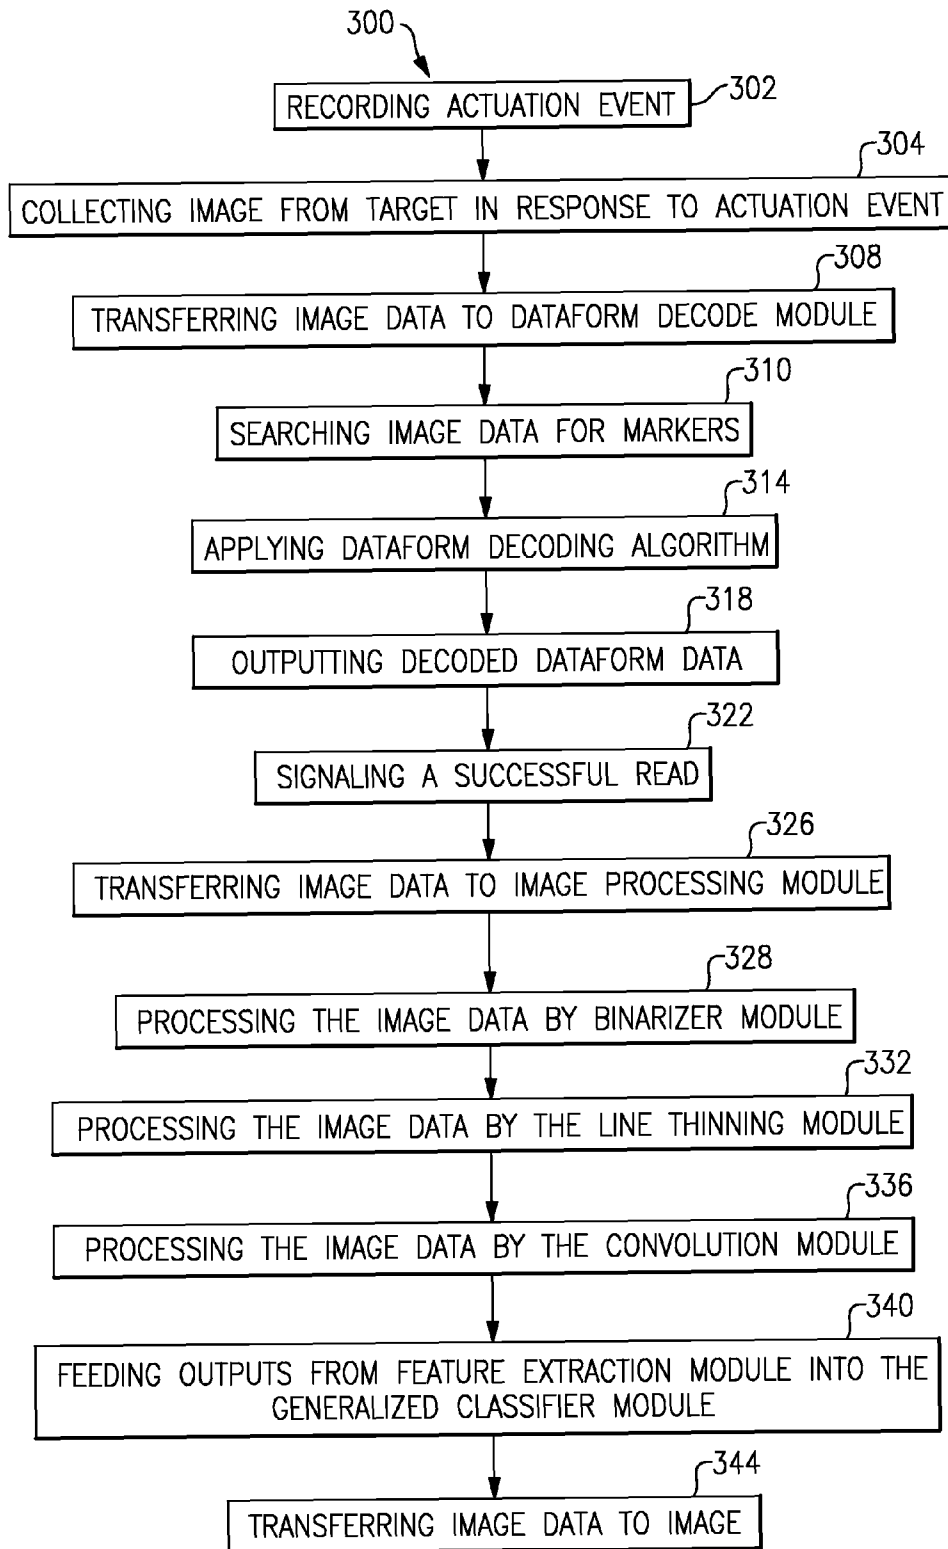 300
RECORDING ACTUATION EVENT
302
304
COLLECTING IMAGE FROM TARGET IN RESPONSE TO ACTUATION EVENT
308
TRANSFERRING IMAGE DATA TO DATAFORM DECODE MODULE
310
SEARCHING IMAGE DATA FOR MARKERS
314
APPLYING DATAFORM DECODING ALGORITHM
318
OUTPUTTING DECODED DATAFORM DATA
322
SIGNALING A SUCCESSFUL READ
326
TRANSFERRING IMAGE DATA TO IMAGE PROCESSING MODULE
328
PROCESSING THE IMAGE DATA BY BINARIZER MODULE
332
PROCESSING THE IMAGE DATA BY THE LINE THINNING MODULE
336
PROCESSING THE IMAGE DATA BY THE CONVOLUTION MODULE
340
FEEDING OUTPUTS FROM FEATURE EXTRACTION MODULE INTO THE
GENERALIZED CLASSIFIER MODULE
344
TRANSFERRING IMAGE DATA TO IMAGE